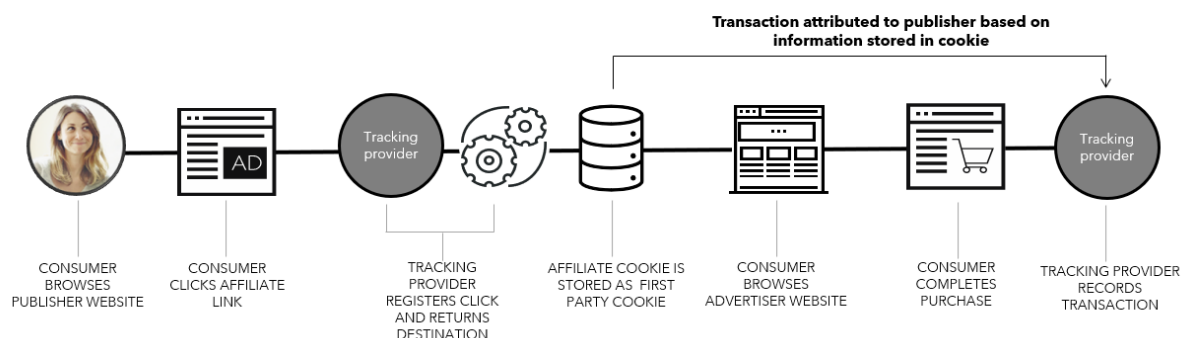 Transaction attributed to publisher based on
information stored in cookie
AD
Tracking
provider
Tracking
provider
CONSUMER
BROWSES
PUBLISHER WEBSITE
CONSUMER
CLICKS AFFILIATE
LINK
TRACKING
PROVIDER
REGISTERS CLICK
AND RETURNS
DESTINATION
AFFILIATE COOKIE IS
STORED AS FIRST
PARTY COOKIE
CONSUMER
BROWSES
ADVERTISER WEBSITE
CONSUMER
COMPLETES
PURCHASE
TRACKING PROVIDER
RECORDS
TRANSACTION